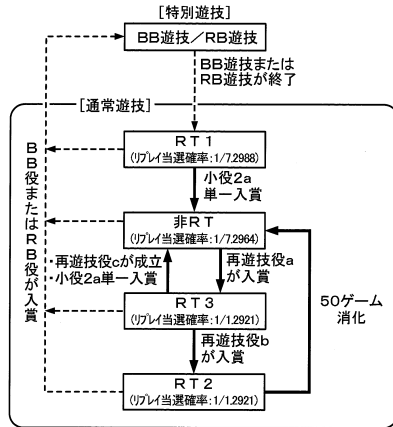 [特別遊技]
BB遊技/RB遊技
BB遊技または
RB遊技が終了
[通常遊技]
RT1
(リプレイ当選確率:1/7.2988)
小役2a
単一入賞
非RT
(リプレイ当選確率:1/7.2964)
・再遊技役cが成立
・小役2a単一入賞
再遊技役a
が入賞
RT3
(リプレイ当選確率:1/1.2921)
再遊技役b
が入賞
RT2
(リプレイ当選確率:1/1.2921)
BB役またはRB役が入賞
50ゲーム
消化